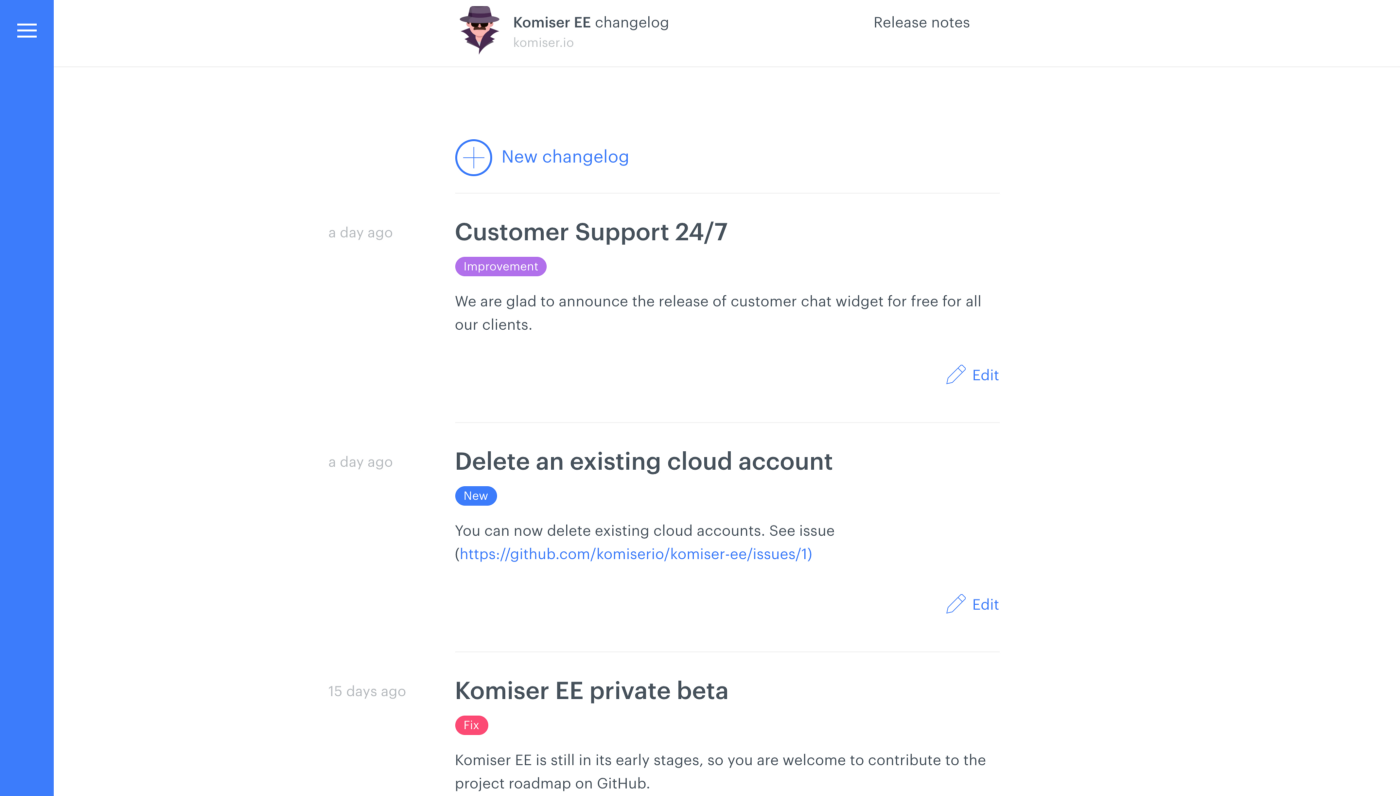 Komiser EE changelog
komiser.io
Release notes
New changelog
a day ago
Customer Support 24/7
Improvement
We are glad to announce the release of customer chat widget for free for all
our clients.
Edit
a day ago
Delete an existing cloud account
New
You can now delete existing cloud accounts. See issue
(https://github.com/komiserio/komiser-ee/issues/1)
Edit
15 days ago
Komiser EE private beta
Fix
Komiser EE is still in its early stages, so you are welcome to contribute to the
project roadmap on GitHub.